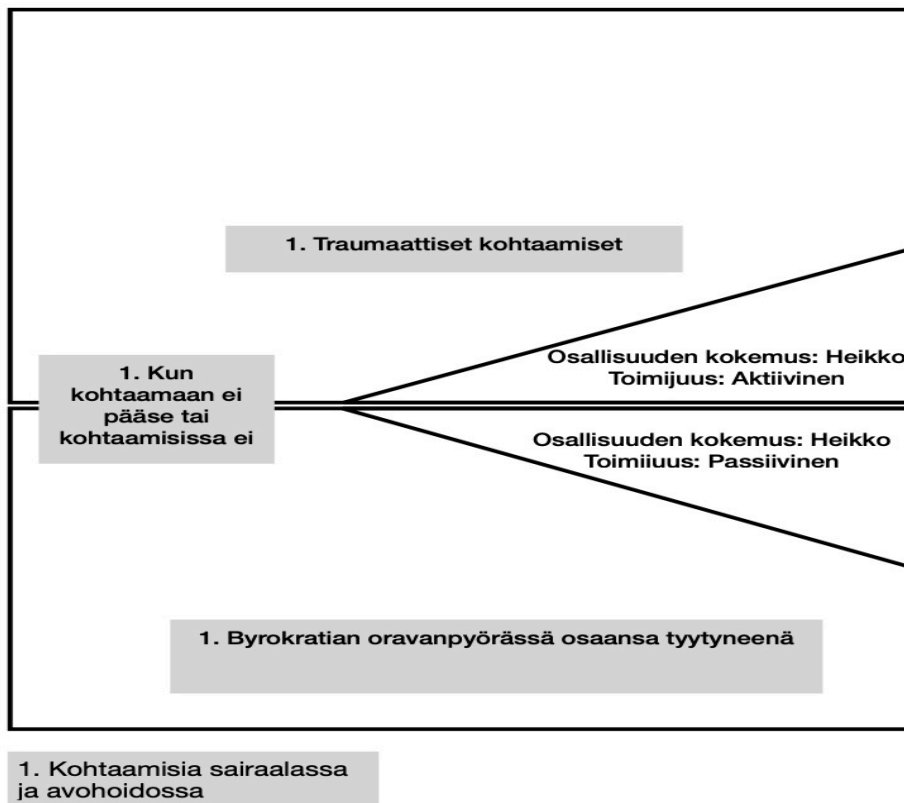 1. Traumaattiset kohtaamiset
Osallisuuden kokemus: Heikko
Toimijuus: Aktiivinen
1. Kun
kohtaamaan ei
pääse tai
kohtaamisissa ei
Osallisuuden kokemus: Heikko
Toimijuus: Passiivinen
1. Byrokratian oravanpyörässä osaansa tyytyneenä
1. Kohtaamisia sairaalassa
ja avohoidossa